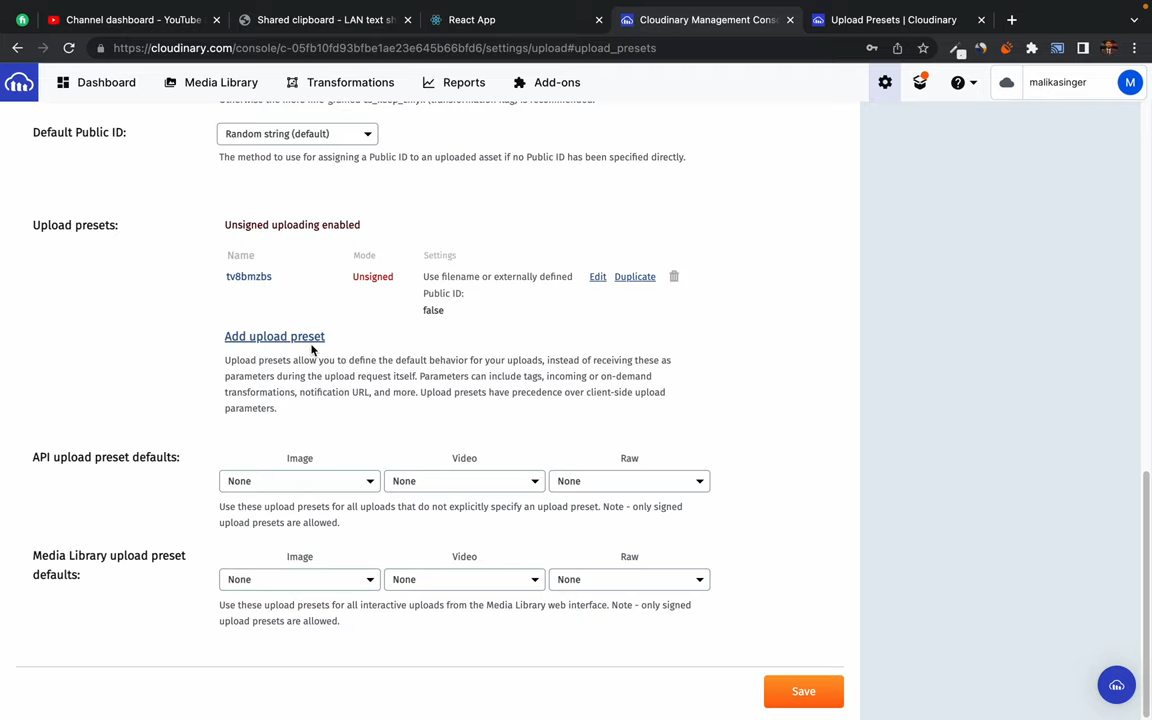 Channel dashboard - YouTube
Shared clipboard - LAN text sh
React App
Cloudinary Management Cons
Upload Presets | Cloudinary
https://cloudinary.com/console/c-05fb10fd93bfbe1ae23e645b66bfd6/settings/upload#upload_presets
Dashboard
Media Library
Transformations
Reports
Add-ons
malikasinger
M
Default Public ID:
Random string (default)
The method to use for assigning a Public ID to an uploaded asset if no Public ID has been specified directly.
Upload presets:
Unsigned uploading enabled
Name Mode Settings
tv8bmzbs Unsigned Use filename or externally defined Edit Duplicate
Public ID:
false
Add upload preset
Upload presets allow you to define the default behavior for your uploads, instead of receiving these as
parameters during the upload request itself. Parameters can include tags, incoming or on-demand
transformations, notification URL, and more. Upload presets have precedence over client-side upload
parameters.
API upload preset defaults:
Image Video Raw
None None None
Use these upload presets for all uploads that do not explicitly specify an upload preset. Note - only signed
upload presets are allowed.
Media Library upload preset
defaults:
Image Video Raw
None None None
Use these upload presets for all interactive uploads from the Media Library web interface. Note - only signed
upload presets are allowed.
Save